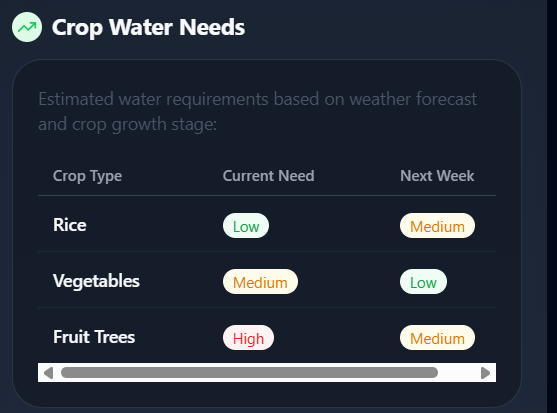 Crop Water Needs
Estimated water requirements based on weather forecast
and crop growth stage:
Crop Type Current Need Next Week
Rice Low Medium
Vegetables Medium Low
Fruit Trees High Medium